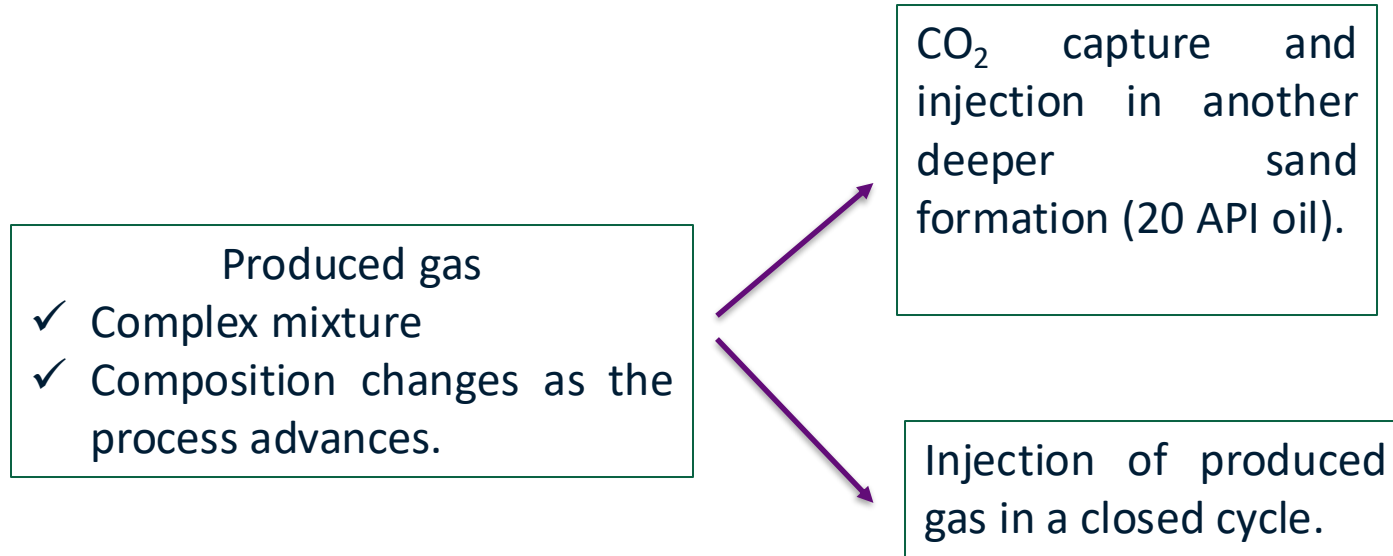 Produced gas
✓ Complex mixture
✓ Composition changes as the
process advances.
CO₂ capture and
injection in another
deeper sand
formation (20 API oil).
Injection of produced
gas in a closed cycle.